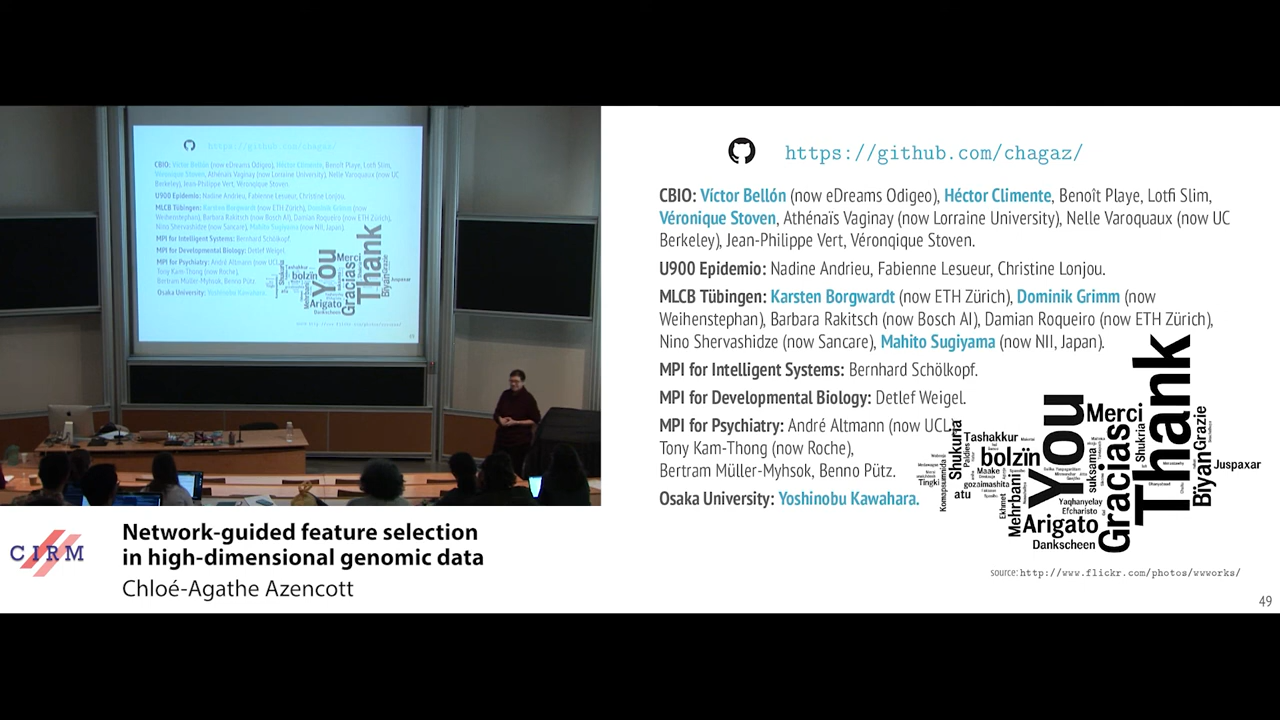 https://github.com/chagaz/
CBIO: Víctor Bellón (now eDreams Odigeo), Héctor Climente, Benoît Playe, Lotfi Slim,
Véronique Stoven, Athénaïs Vaginay (now Lorraine University), Nelle Varoquaux (now UC
Berkeley), Jean-Philippe Vert, Véronqique Stoven.
U900 Epidemio: Nadine Andrieu, Fabienne Lesueur, Christine Lonjou.
MLCB Tübingen: Karsten Borgwardt (now ETH Zürich), Dominik Grimm (now
Weihenstephan), Barbara Rakitsch (now Bosch AI), Damian Roqueiro (now ETH Zürich),
Nino Shervashidze (now Sancare), Mahito Sugiyama (now NII, Japan).
MPI for Intelligent Systems: Bernhard Schölkopf.
MPI for Developmental Biology: Detlef Weigel.
MPI for Psychiatry: André Altmann (now UCL),
Tony Kam-Thong (now Roche),
Bertram Müller-Myhsok, Benno Pütz.
Osaka University: Yoshinobu Kawahara.
Thank
You
Merci
Gracias
Grazie
Shukria
Shukuria
Tashakkur
bolzïn
Maake
gozaimashita
suksama
Biyan
Juspaxar
Tingki
Komapsumnida
atu
Ekhmet
Mehrbani
Yaqhanyelay
Efcharisto
Arigato
Dankscheen
source: http://www.flickr.com/photos/wwworks/
49
CIRM
Network-guided feature selection
in high-dimensional genomic data
Chloé-Agathe Azencott